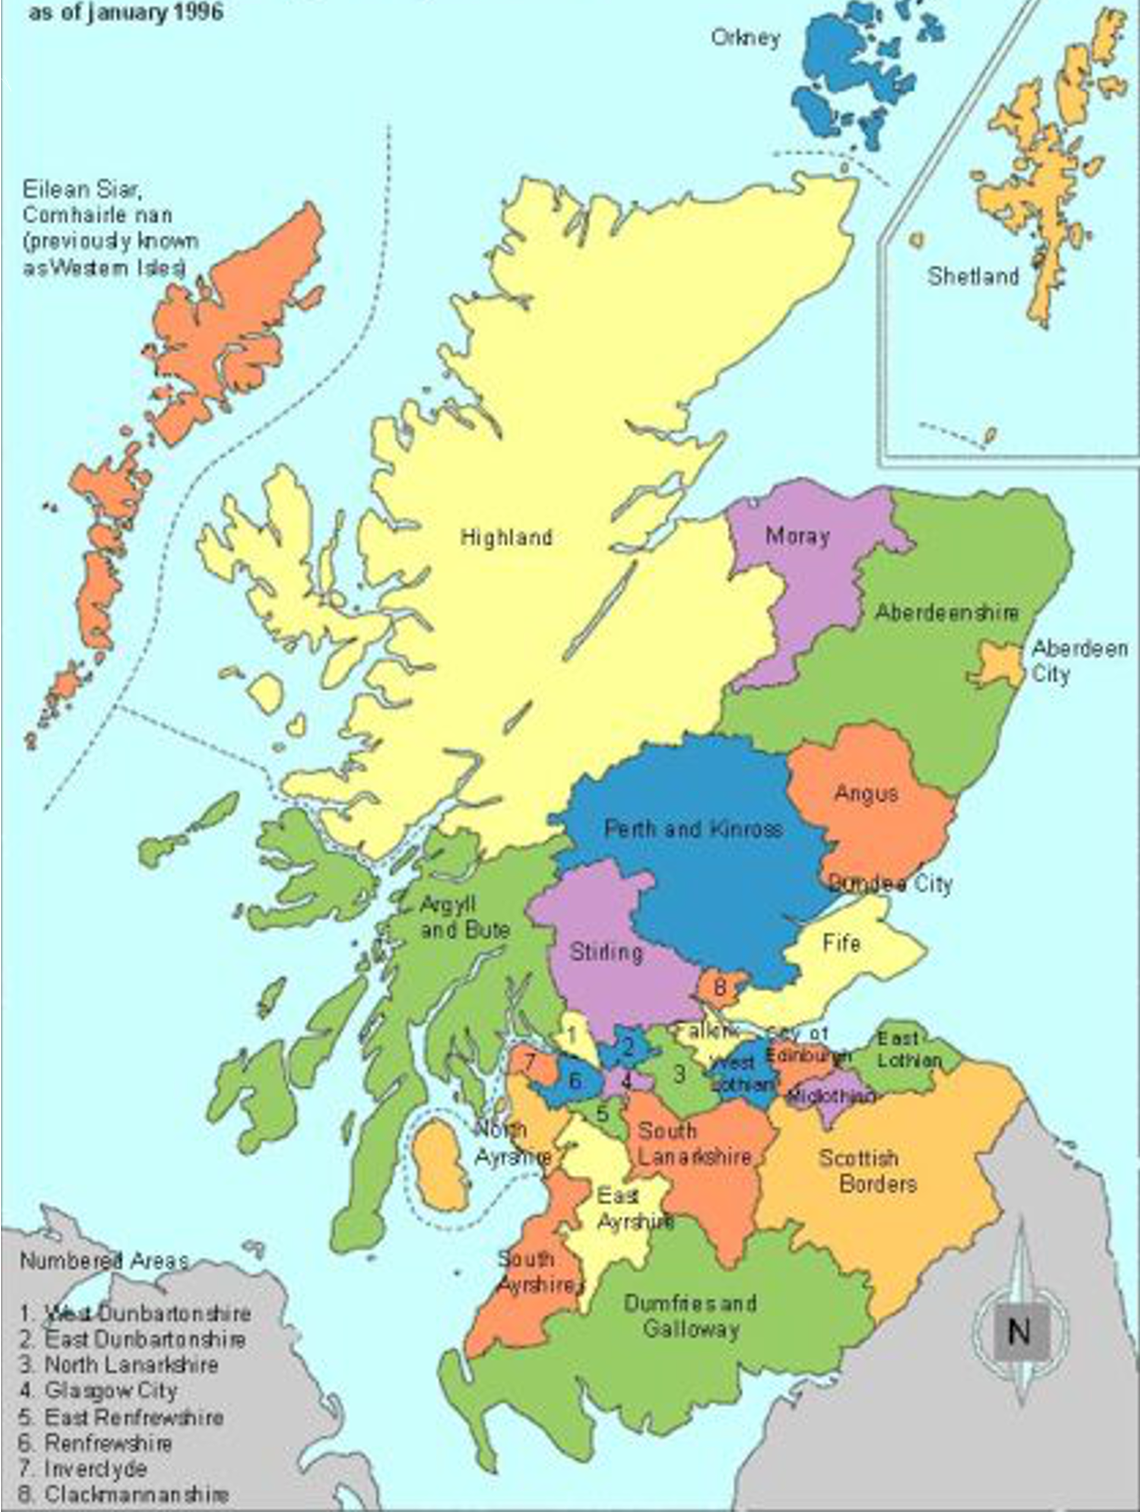 as of january 1996
Orkney
Eilean Siar,
Comhairle nan
(previously known
as Western Isles)
Shetland
Highland
Moray
Aberdeenshire
Aberdeen
City
Angus
Perth and Kinross
Dundee City
Argyll
and Bute
Fife
Stirling
8
1
Falkirk
City of
Edinburgh
East
Lothian
2
7
6
4
3
West
Lothian
Midlothian
5
North
Ayrshire
South
Lanarkshire
Scottish
Borders
East
Ayrshire
South
Ayrshire
Dumfries and
Galloway
N
Numbered Areas
1. West Dunbartonshire
2. East Dunbartonshire
3. North Lanarkshire
4. Glasgow City
5. East Renfrewshire
6. Renfrewshire
7. Inverclyde
8. Clackmannanshire